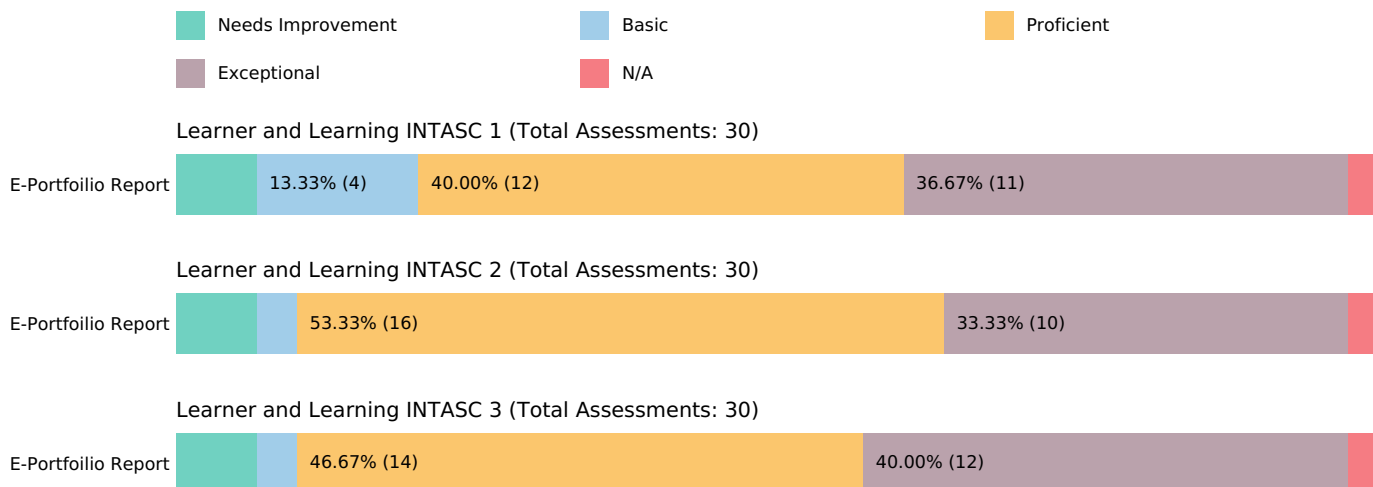 Needs Improvement
Basic
Proficient
Exceptional
N/A
Learner and Learning INTASC 1 (Total Assessments: 30)
E-Portfoilio Report
13.33% (4)
40.00% (12)
36.67% (11)
Learner and Learning INTASC 2 (Total Assessments: 30)
E-Portfoilio Report
53.33% (16)
33.33% (10)
Learner and Learning INTASC 3 (Total Assessments: 30)
E-Portfoilio Report
46.67% (14)
40.00% (12)